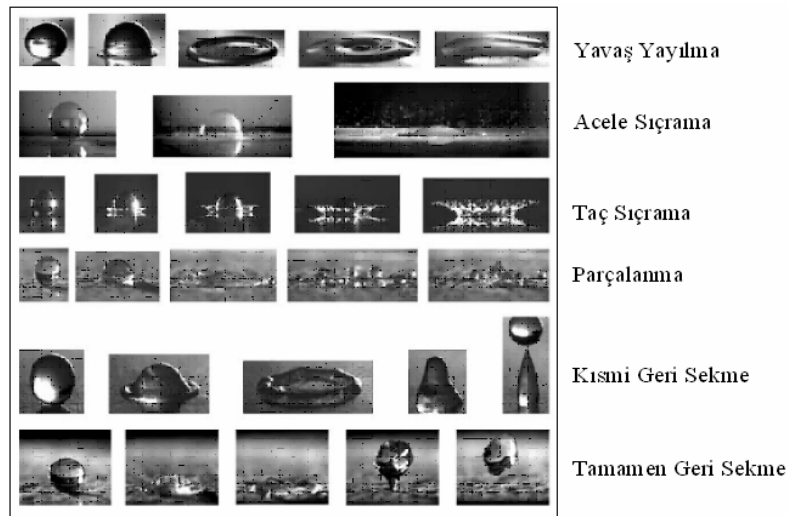 Yavaş Yayılma
Acele Sıçrama
Taç Sıçrama
Parçalanma
Kısmi Geri Sekme
Tamamen Geri Sekme